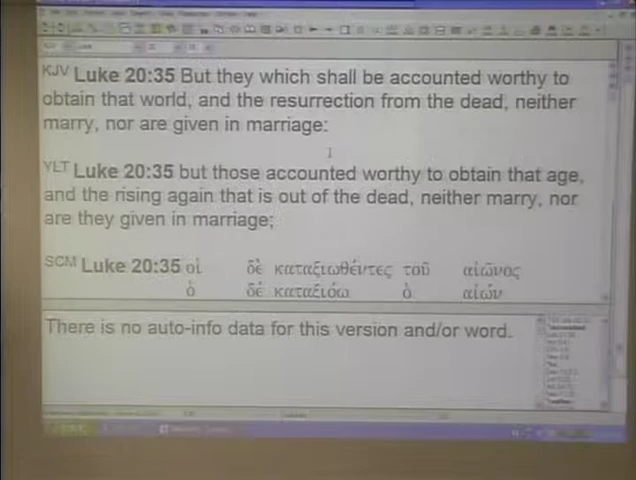 KJV Luke 20:35 But they which shall be accounted worthy to
obtain that world, and the resurrection from the dead, neither
marry, nor are given in marriage:
YLT Luke 20:35 but those accounted worthy to obtain that age,
and the rising again that is out of the dead, neither marry, nor
are they given in marriage;
SCM Luke 20:35 οἱ δὲ καταξιωθέντες τοῦ αἰῶνος
ὁ δέ καταξιόω ὁ αἰών
There is no auto-info data for this version and/or word.